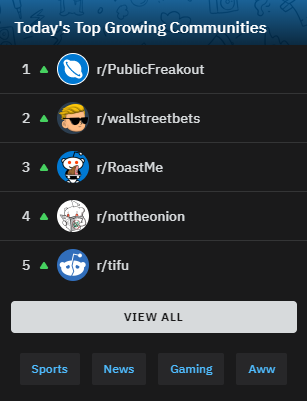 Today's Top Growing Communities
1 r/PublicFreakout
2 r/wallstreetbets
3 r/RoastMe
4 r/nottheonion
5 r/tifu
VIEW ALL
Sports News Gaming Aww